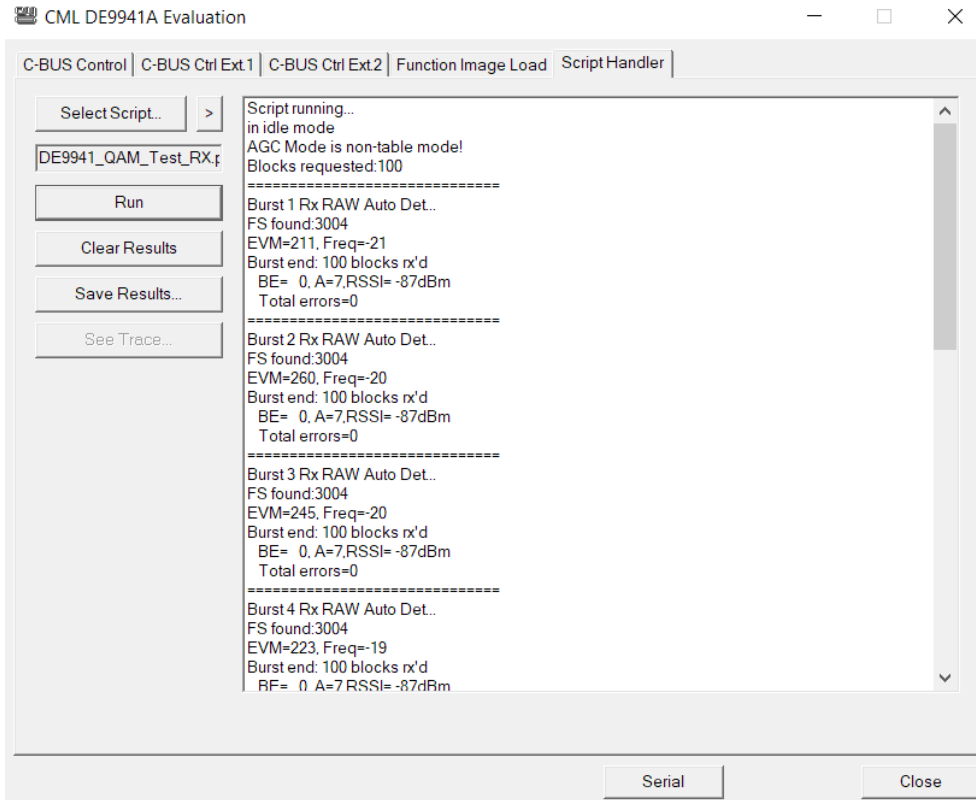 CML DE9941A Evaluation
C-BUS Control C-BUS Ctrl Ext.1 C-BUS Ctrl Ext.2 Function Image Load Script Handler
Select Script... >
DE9941_QAM_Test_RX.p
Run
Clear Results
Save Results...
See Trace...
Script running...
in idle mode
AGC Mode is non-table mode!
Blocks requested:100
==============================
Burst 1 Rx RAW Auto Det...
FS found:3004
EVM=211, Freq=-21
Burst end: 100 blocks rx'd
BE= 0, A=7,RSSI= -87dBm
Total errors=0
==============================
Burst 2 Rx RAW Auto Det...
FS found:3004
EVM=260, Freq=-20
Burst end: 100 blocks rx'd
BE= 0, A=7,RSSI= -87dBm
Total errors=0
==============================
Burst 3 Rx RAW Auto Det...
FS found:3004
EVM=245, Freq=-20
Burst end: 100 blocks rx'd
BE= 0, A=7,RSSI= -87dBm
Total errors=0
==============================
Burst 4 Rx RAW Auto Det...
FS found:3004
EVM=223, Freq=-19
Burst end: 100 blocks rx'd
BE= 0, A=7,RSSI= -87dBm
Serial
Close